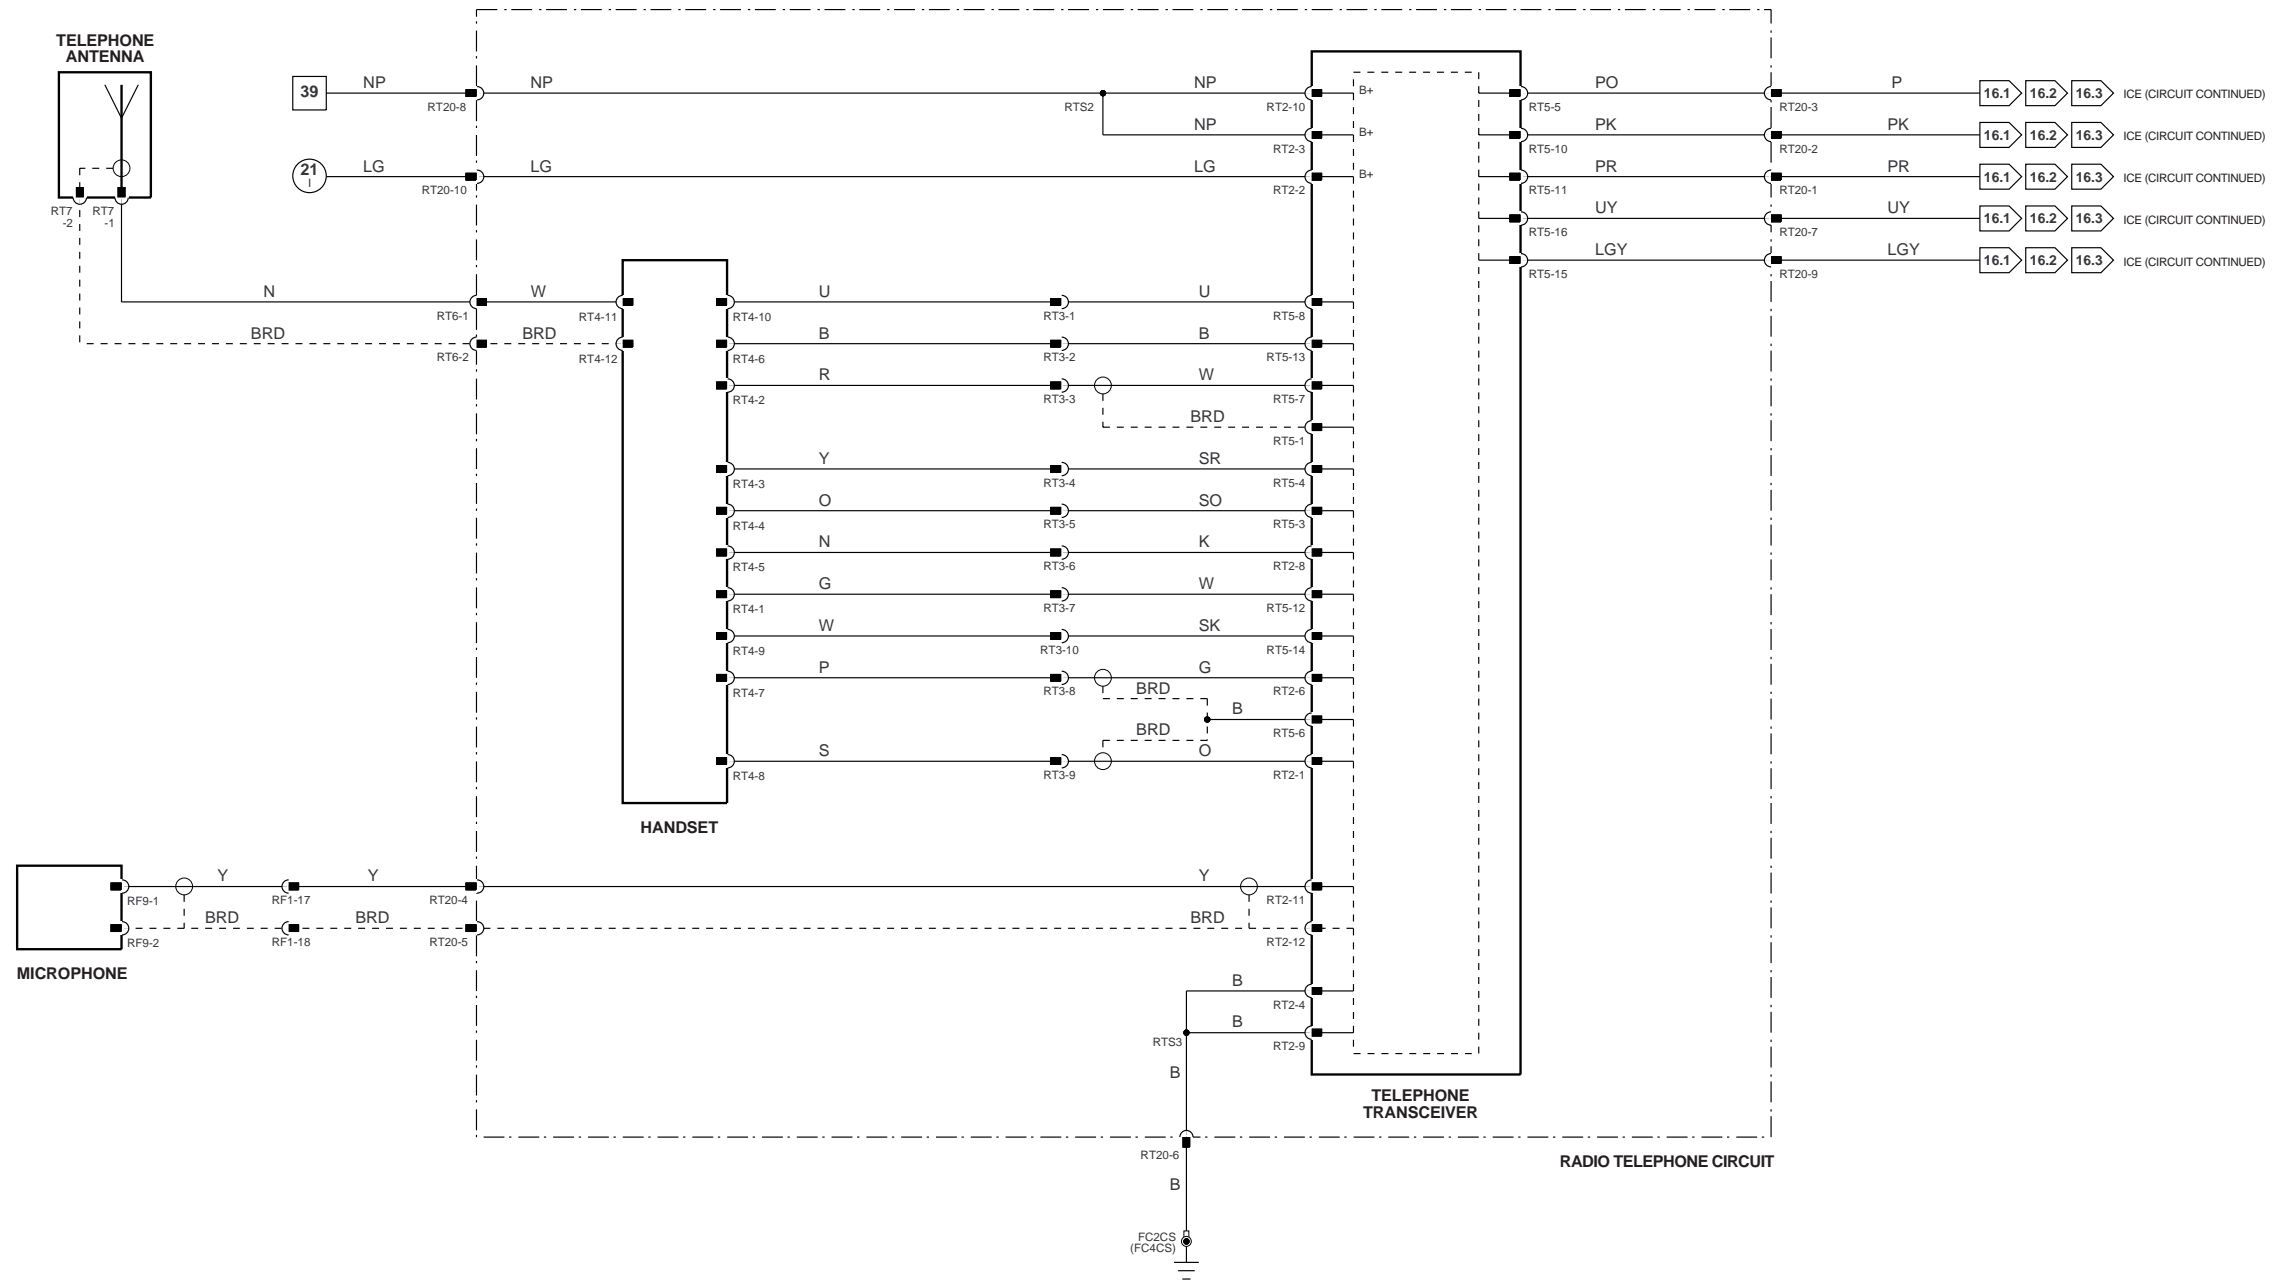 TELEPHONE
ANTENNA
39
NP
RT20-8
NP
RTS2
NP
RT2-10
B+
NP
RT2-3
B+
21
I
LG
RT20-10
LG
LG
RT2-2
B+
RT5-5
PO
RT20-3
P
16.1 16.2 16.3 ICE (CIRCUIT CONTINUED)
RT5-10
PK
RT20-2
PK
16.1 16.2 16.3 ICE (CIRCUIT CONTINUED)
RT5-11
PR
RT20-1
PR
16.1 16.2 16.3 ICE (CIRCUIT CONTINUED)
RT5-16
UY
RT20-7
UY
16.1 16.2 16.3 ICE (CIRCUIT CONTINUED)
RT5-15
LGY
RT20-9
LGY
16.1 16.2 16.3 ICE (CIRCUIT CONTINUED)
RT7
-2
RT7
-1
N
RT6-1
W
RT4-11
BRD
RT6-2
BRD
RT4-12
RT4-10
U
RT3-1
U
RT5-8
RT4-6
B
RT3-2
B
RT5-13
RT4-2
R
RT3-3
W
RT5-7
BRD
RT5-1
RT4-3
Y
RT3-4
SR
RT5-4
RT4-4
O
RT3-5
SO
RT5-3
RT4-5
N
RT3-6
K
RT2-8
RT4-1
G
RT3-7
W
RT5-12
RT4-9
W
RT3-10
SK
RT5-14
RT4-7
P
RT3-8
G
RT2-6
BRD
B
RT5-6
BRD
RT4-8
S
RT3-9
O
RT2-1
HANDSET
RF9-1
Y
RF1-17
Y
RT20-4
Y
RT2-11
RF9-2
BRD
RF1-18
BRD
RT20-5
BRD
RT2-12
MICROPHONE
B
RT2-4
B
RTS3
RT2-9
B
TELEPHONE
TRANSCEIVER
RT20-6
RADIO TELEPHONE CIRCUIT
B
FC2CS
(FC4CS)